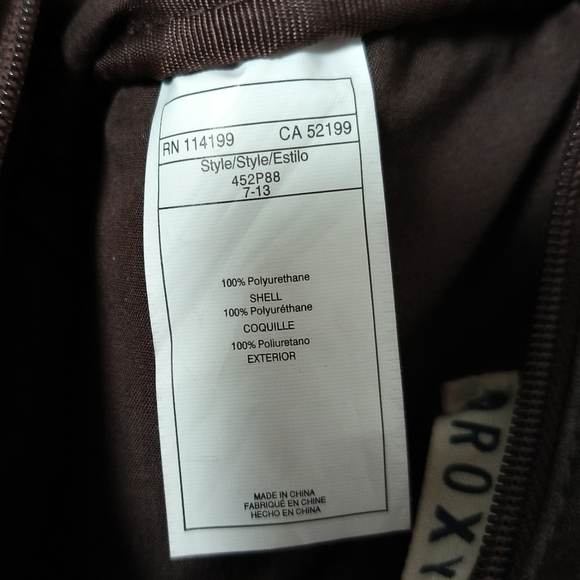 RN 114199 CA 52199
Style/Style/Estilo
452P88
7-13
100% Polyurethane
SHELL
100% Polyuréthane
COQUILLE
100% Poliuretano
EXTERIOR
MADE IN CHINA
FABRIQUÉ EN CHINE
HECHO EN CHINA
ROXY